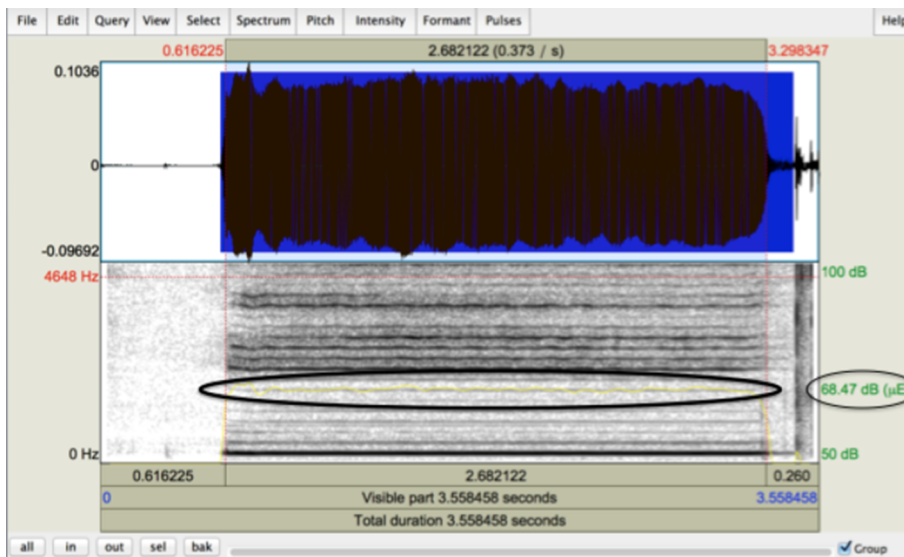 File Edit Query View Select Spectrum Pitch Intensity Formant Pulses Help
0.616225 2.682122 (0.373 / s) 3.298347
0.1036
0
-0.09692
4648 Hz 100 dB
68.47 dB (µE
0 Hz 50 dB
0.616225 2.682122 0.260
0 Visible part 3.558458 seconds 3.558458
Total duration 3.558458 seconds
all in out sel bak Group